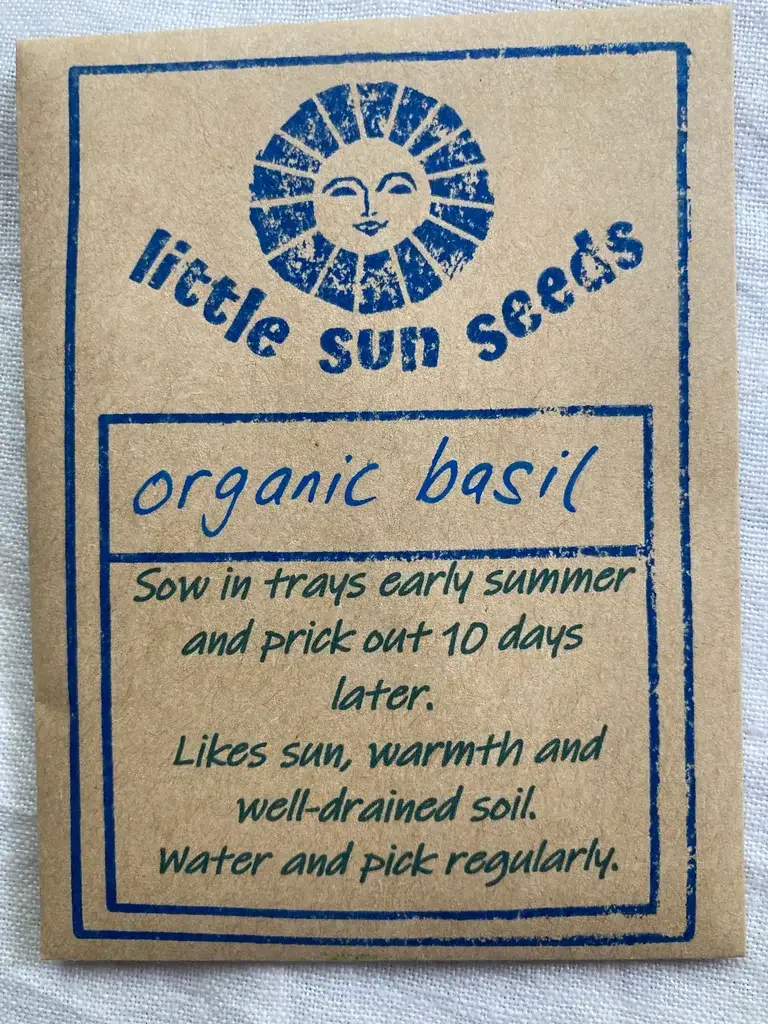 little sun seeds
organic basil
Sow in trays early summer
and prick out 10 days
later.
Likes sun, warmth and
well-drained soil.
Water and pick regularly.